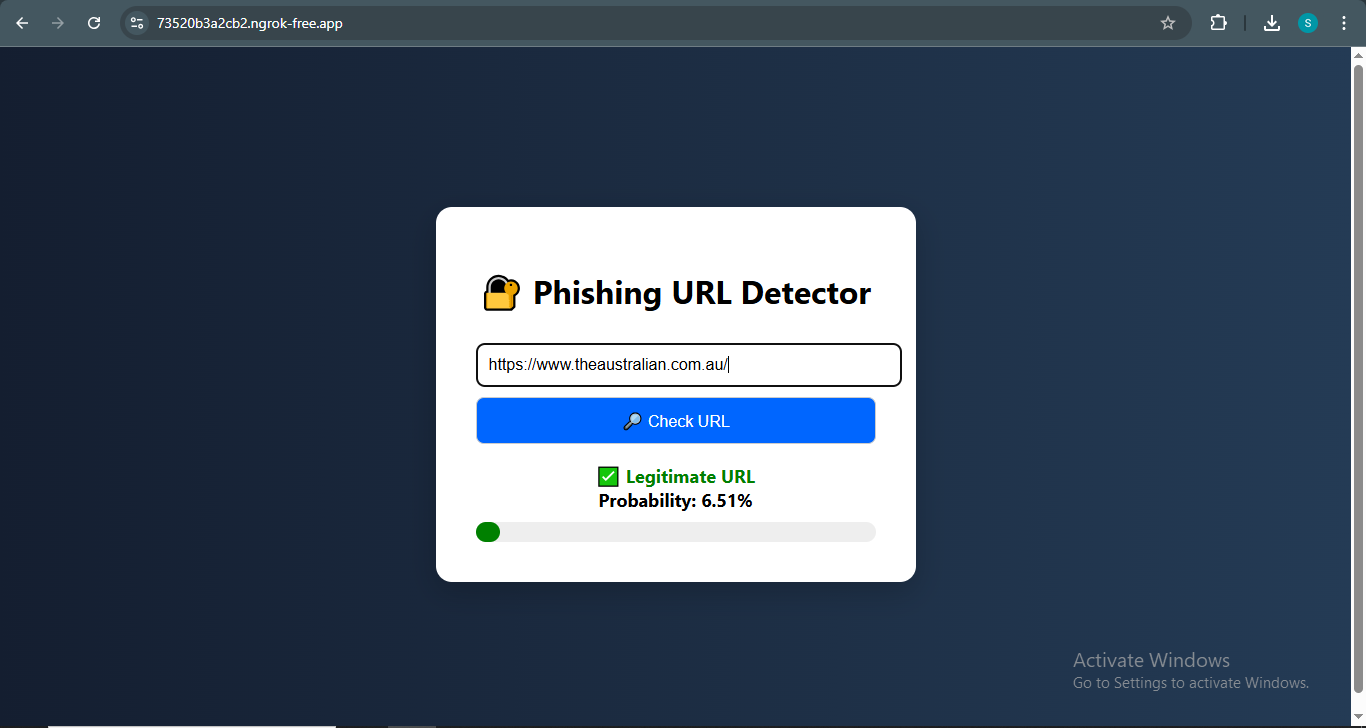 73520b3a2cb2.ngrok-free.app
S
Phishing URL Detector
https://www.theaustralian.com.au/
Check URL
Legitimate URL
Probability: 6.51%
Activate Windows
Go to Settings to activate Windows.